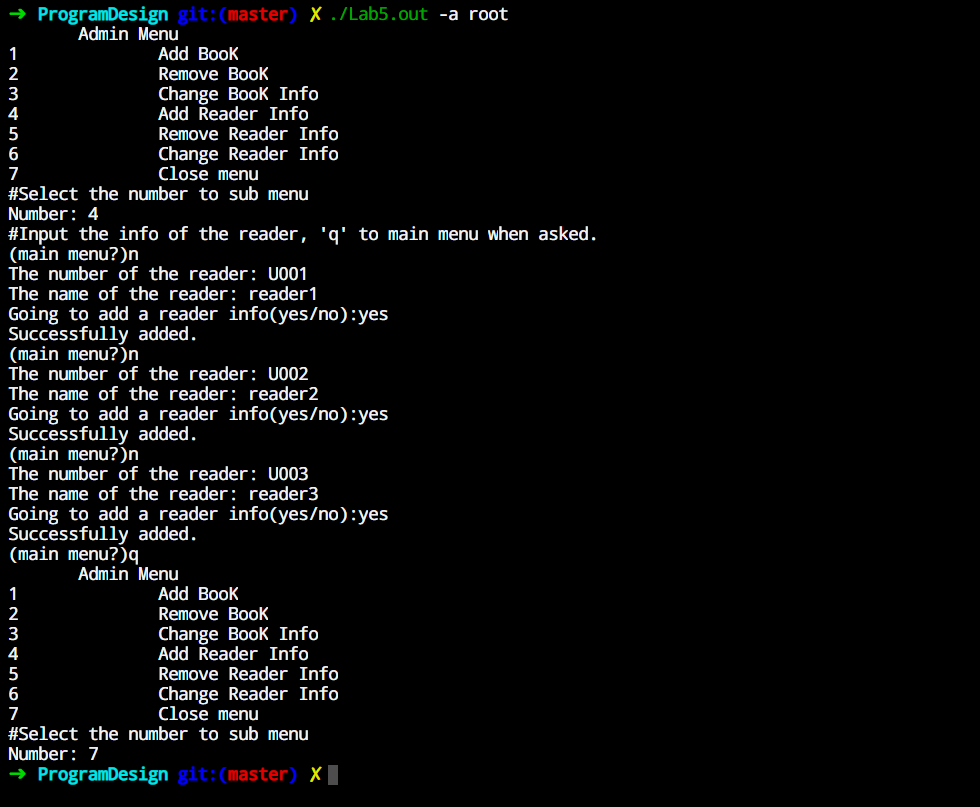 ➜ ProgramDesign git:(master) ✗ ./Lab5.out -a root
Admin Menu
1 Add BooK
2 Remove BooK
3 Change BooK Info
4 Add Reader Info
5 Remove Reader Info
6 Change Reader Info
7 Close menu
#Select the number to sub menu
Number: 4
#Input the info of the reader, 'q' to main menu when asked.
(main menu?)n
The number of the reader: U001
The name of the reader: reader1
Going to add a reader info(yes/no):yes
Successfully added.
(main menu?)n
The number of the reader: U002
The name of the reader: reader2
Going to add a reader info(yes/no):yes
Successfully added.
(main menu?)n
The number of the reader: U003
The name of the reader: reader3
Going to add a reader info(yes/no):yes
Successfully added.
(main menu?)q
Admin Menu
1 Add BooK
2 Remove BooK
3 Change BooK Info
4 Add Reader Info
5 Remove Reader Info
6 Change Reader Info
7 Close menu
#Select the number to sub menu
Number: 7
➜ ProgramDesign git:(master) ✗